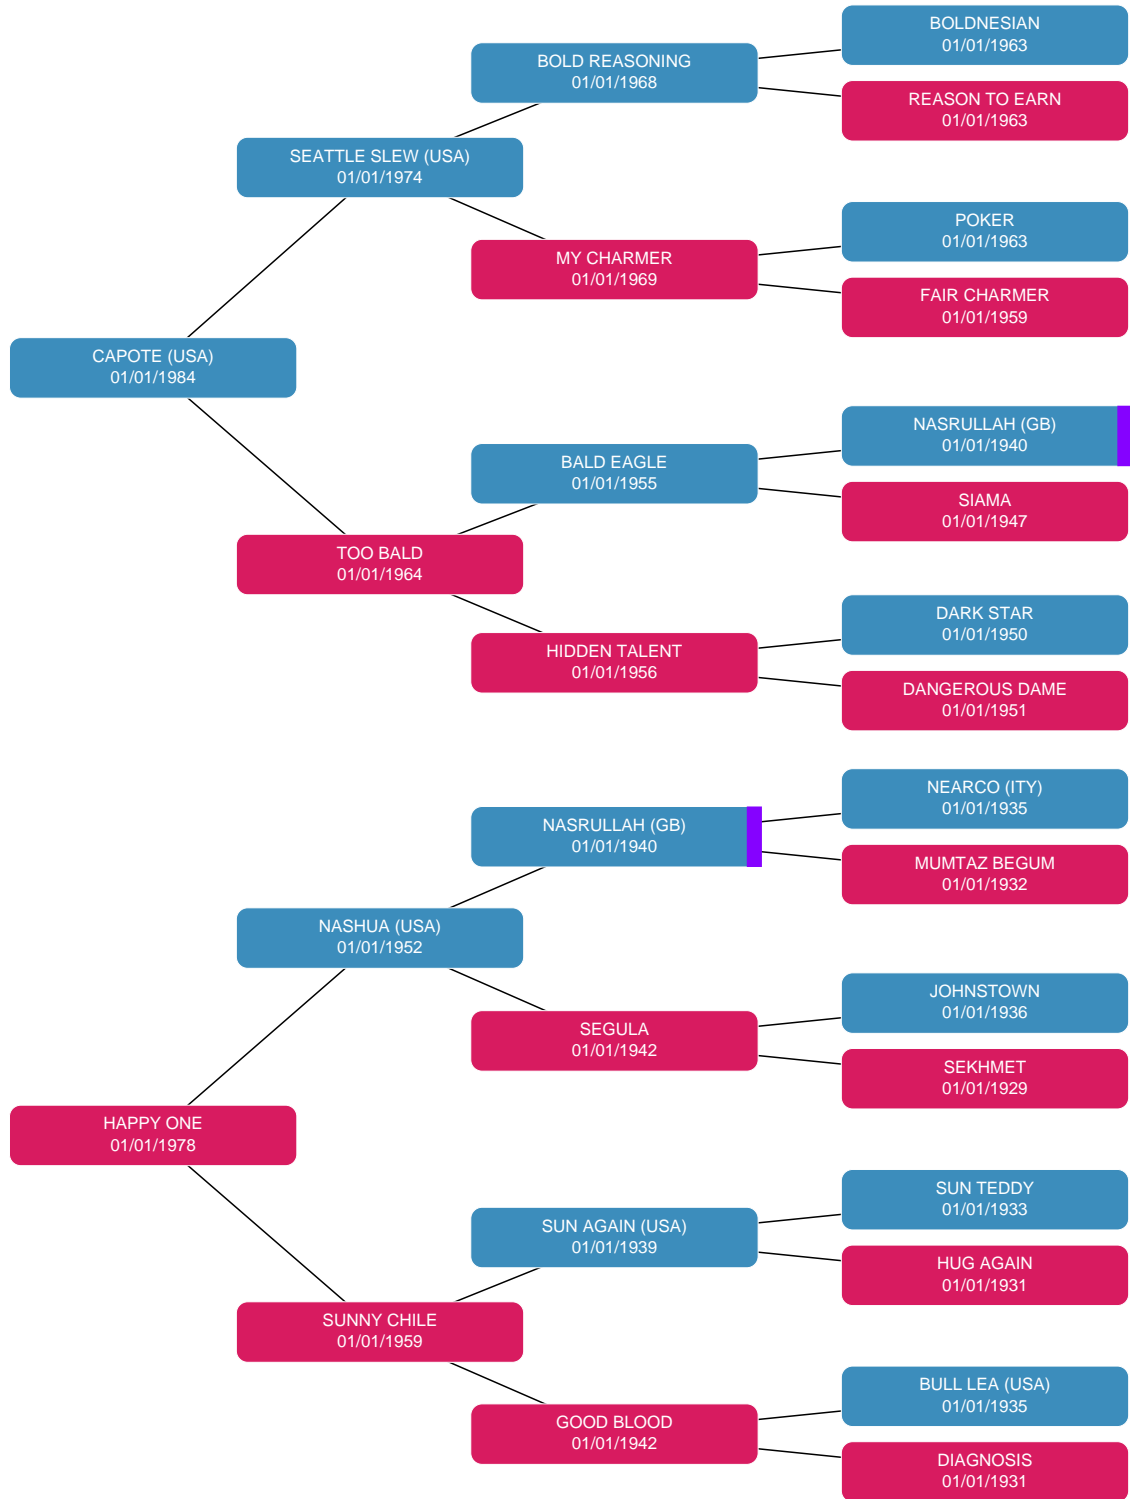 BOLDNESIAN
01/01/1963
BOLD REASONING
01/01/1968
REASON TO EARN
01/01/1963
SEATTLE SLEW (USA)
01/01/1974
POKER
01/01/1963
MY CHARMER
01/01/1969
FAIR CHARMER
01/01/1959
CAPOTE (USA)
01/01/1984
NASRULLAH (GB)
01/01/1940
BALD EAGLE
01/01/1955
SIAMA
01/01/1947
TOO BALD
01/01/1964
DARK STAR
01/01/1950
HIDDEN TALENT
01/01/1956
DANGEROUS DAME
01/01/1951
NEARCO (ITY)
01/01/1935
NASRULLAH (GB)
01/01/1940
MUMTAZ BEGUM
01/01/1932
NASHUA (USA)
01/01/1952
JOHNSTOWN
01/01/1936
SEGULA
01/01/1942
SEKHMET
01/01/1929
HAPPY ONE
01/01/1978
SUN TEDDY
01/01/1933
SUN AGAIN (USA)
01/01/1939
HUG AGAIN
01/01/1931
SUNNY CHILE
01/01/1959
BULL LEA (USA)
01/01/1935
GOOD BLOOD
01/01/1942
DIAGNOSIS
01/01/1931